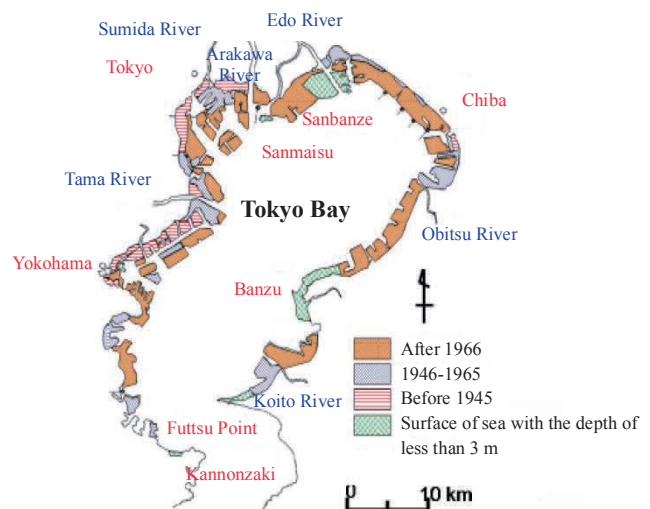 Sumida River
Edo River
Tokyo
Arakawa
River
Chiba
Sanbanze
Sanmaisu
Tama River
Tokyo Bay
Obitsu River
Yokohama
Banzu
After 1966
1946-1965
Before 1945
Koito River
Surface of sea with the depth of
less than 3 m
Futtsu Point
Kannonzaki
0
10 km